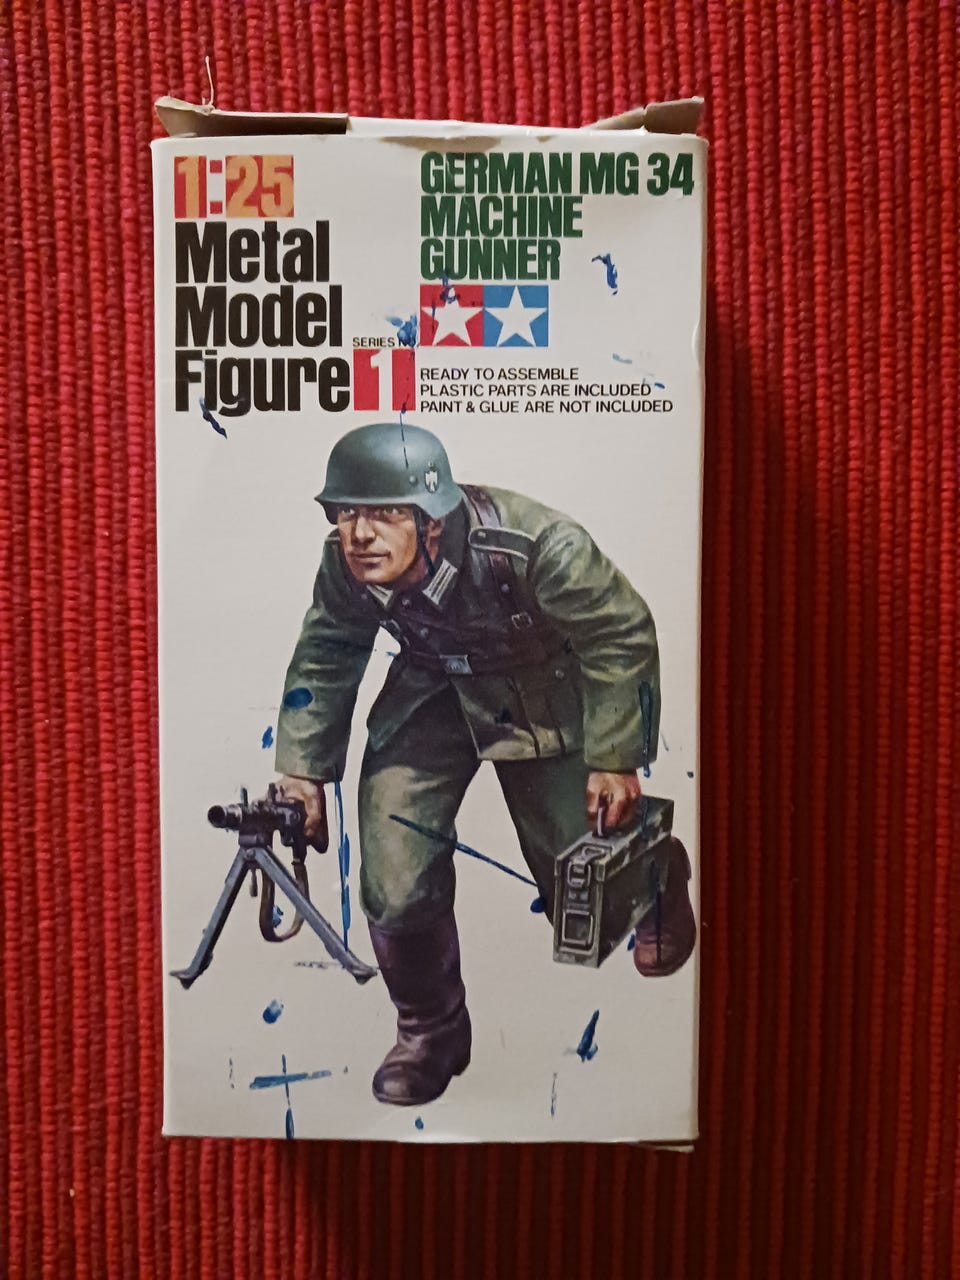 1:25
Metal
Model
Figure
SERIES NO.
1
GERMAN MG 34
MACHINE
GUNNER
READY TO ASSEMBLE
PLASTIC PARTS ARE INCLUDED
PAINT & GLUE ARE NOT INCLUDED